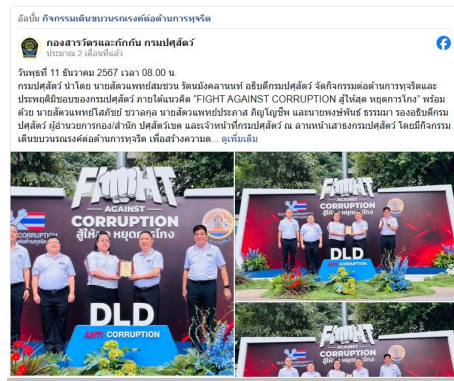 อัลบั้ม กิจกรรมเดินขบวนรณรงค์ต่อต้านการทุจริต
กองสารวัตรและกักกัน กรมปศุสัตว์
ประมาณ 2 เดือนที่แล้ว
วันพุธที่ 11 ธันวาคม 2567 เวลา 08.00 น.
กรมปศุสัตว์ นำโดย นายสัตวแพทย์สมชวน รัตนมังคลานนท์ อธิบดีกรมปศุสัตว์ จัดกิจกรรมต่อต้านการทุจริตและ
ประพฤติมิชอบของกรมปศุสัตว์ ภายใต้แนวคิด “FIGHT AGAINST CORRUPTION สู้ให้สุด หยุดการโกง” พร้อม
ด้วย นายสัตวแพทย์โสภัชย์ ชวาลกุล นายสัตวแพทย์ประภาส ภิญโญชีพ และนายพงษ์พันธ์ ธรรมมา รองอธิบดีกรม
ปศุสัตว์ ผู้อำนวยการกอง/สำนัก ปศุสัตว์เขต และเจ้าหน้าที่กรมปศุสัตว์ ณ ลานหน้าเสาธงกรมปศุสัตว์ โดยมีกิจกรรม
เดินขบวนรณรงค์ต่อต้านการทุจริต เพื่อสร้างความต... ดูเพิ่มเติม
FIGHT
AGAINST
CORRUPTION
สู้ให้สุด หยุดการโกง
DLD
ANTI CORRUPTION
FIGHT
AGAINST
CORRUPTION
สู้ให้สุด หยุดการโกง
DLD
ANTI CORRUPTION
FIGHT
AGAINST
CORRUPTION